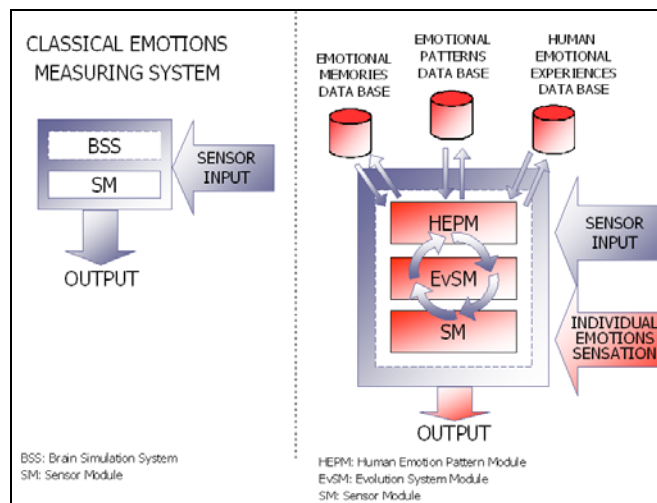 CLASSICAL EMOTIONS
MEASURING SYSTEM
BSS
SM
SENSOR
INPUT
OUTPUT
BSS: Brain Simulation System
SM: Sensor Module
EMOTIONAL
MEMORIES
DATA BASE
EMOTIONAL
PATTERNS
DATA BASE
HUMAN
EMOTIONAL
EXPERIENCES
DATA BASE
HEPM
EvSM
SM
SENSOR
INPUT
INDIVIDUAL
EMOTIONS
SENSATION
OUTPUT
HEPM: Human Emotion Pattern Module
EvSM: Evolution System Module
SM: Sensor Module